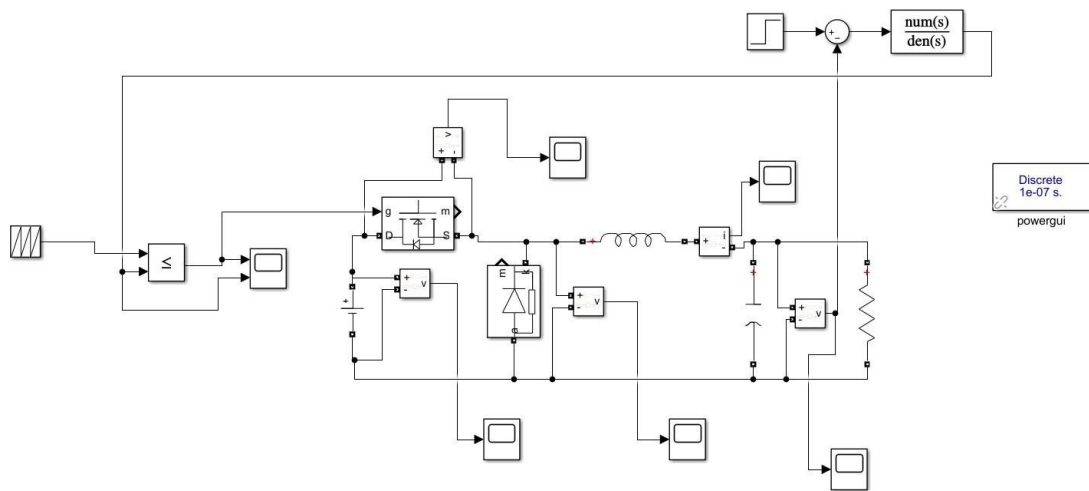 num(s)
den(s)
+
−
v
+ -
g m
D S
≤
i
+
-
Discrete
1e-07 s.
powergui
m k
a
+
-
v
+
+
-
v
+
-
v
+
+
+